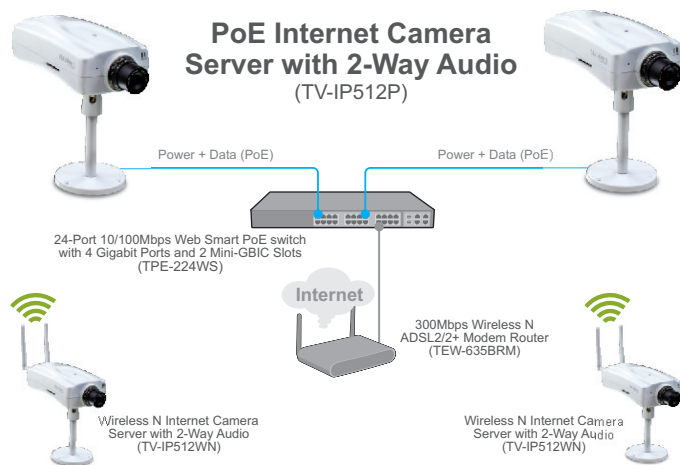 PoE Internet Camera
Server with 2-Way Audio
(TV-IP512P)
Power + Data (PoE)
Power + Data (PoE)
24-Port 10/100Mbps Web Smart PoE switch
with 4 Gigabit Ports and 2 Mini-GBIC Slots
(TPE-224WS)
Internet
300Mbps Wireless N
ADSL2/2+ Modem Router
(TEW-635BRM)
Wireless N Internet Camera
Server with 2-Way Audio
(TV-IP512WN)
Wireless N Internet Camera
Server with 2-Way Audio
(TV-IP512WN)